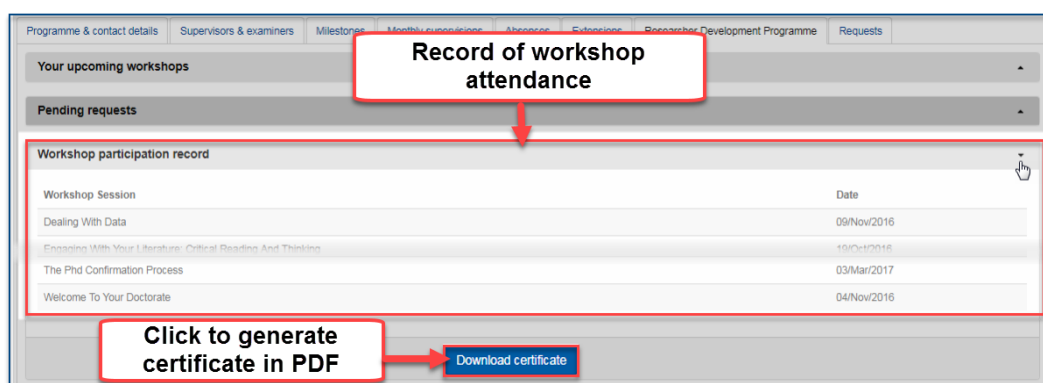 Programme & contact details Supervisors & examiners Milestones Monthly supervisions Absences Extensions Researcher Development Programme Requests
Record of workshop
attendance
Your upcoming workshops
Pending requests
Workshop participation record
Workshop Session Date
Dealing With Data 09/Nov/2016
Engaging With Your Literature: Critical Reading And Thinking 19/Oct/2016
The Phd Confirmation Process 03/Mar/2017
Welcome To Your Doctorate 04/Nov/2016
Click to generate
certificate in PDF
Download certificate